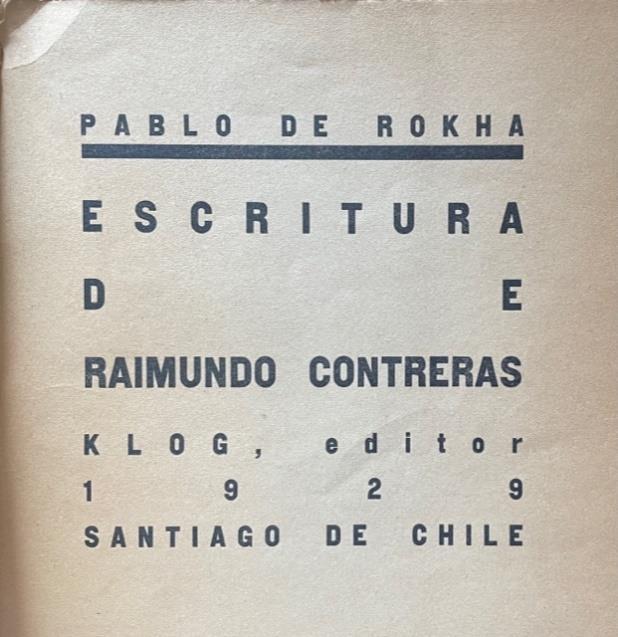 PABLO DE ROKHA
ESCRITURA
DE
RAIMUNDO CONTRERAS
KLOG, editor
1929
SANTIAGO DE CHILE